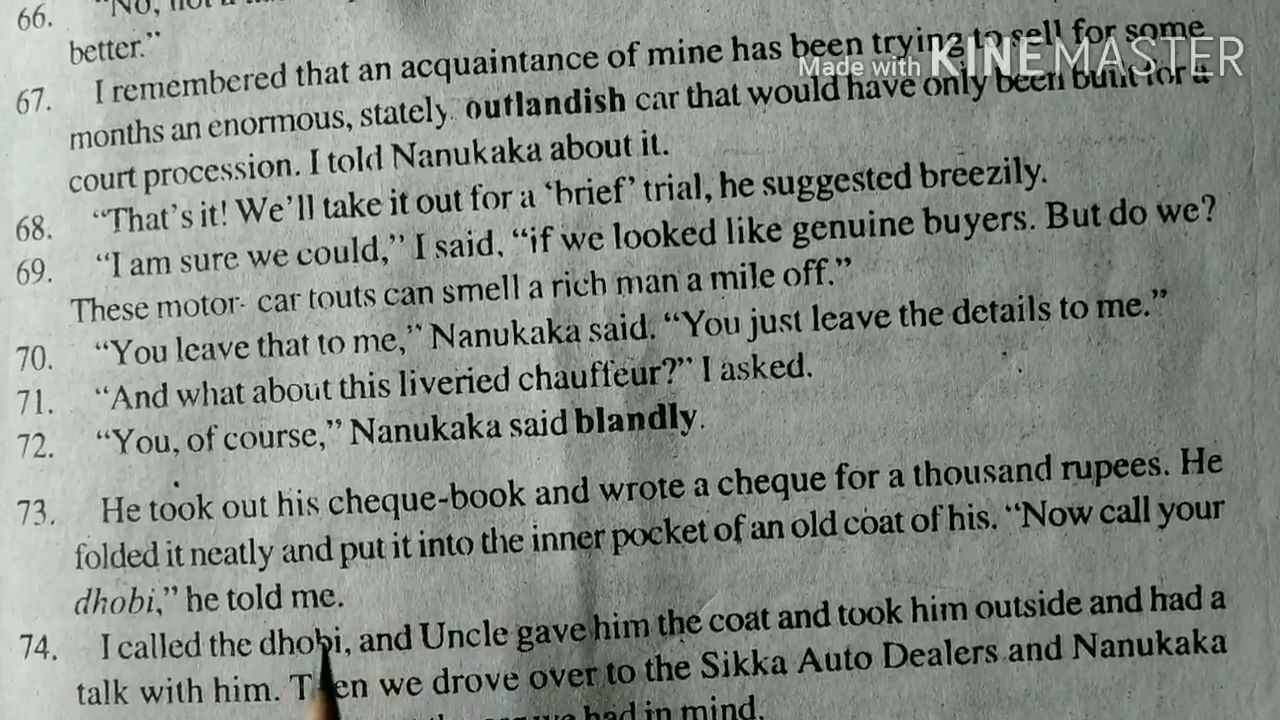 66. "No, not a
better."
67. I remembered that an acquaintance of mine has been trying to sell for some
months an enormous, stately outlandish car that would have only been built for a
court procession. I told Nanukaka about it.
68. "That's it! We'll take it out for a 'brief' trial, he suggested breezily.
69. "I am sure we could," I said, "if we looked like genuine buyers. But do we?
These motor- car touts can smell a rich man a mile off."
70. "You leave that to me," Nanukaka said. "You just leave the details to me."
71. "And what about this liveried chauffeur?" I asked.
72. "You, of course," Nanukaka said blandly.
73. He took out his cheque-book and wrote a cheque for a thousand rupees. He
folded it neatly and put it into the inner pocket of an old coat of his. "Now call your
dhobi," he told me.
74. I called the dhobi, and Uncle gave him the coat and took him outside and had a
talk with him. Then we drove over to the Sikka Auto Dealers and Nanukaka
we had in mind.
Made with KINEMASTER